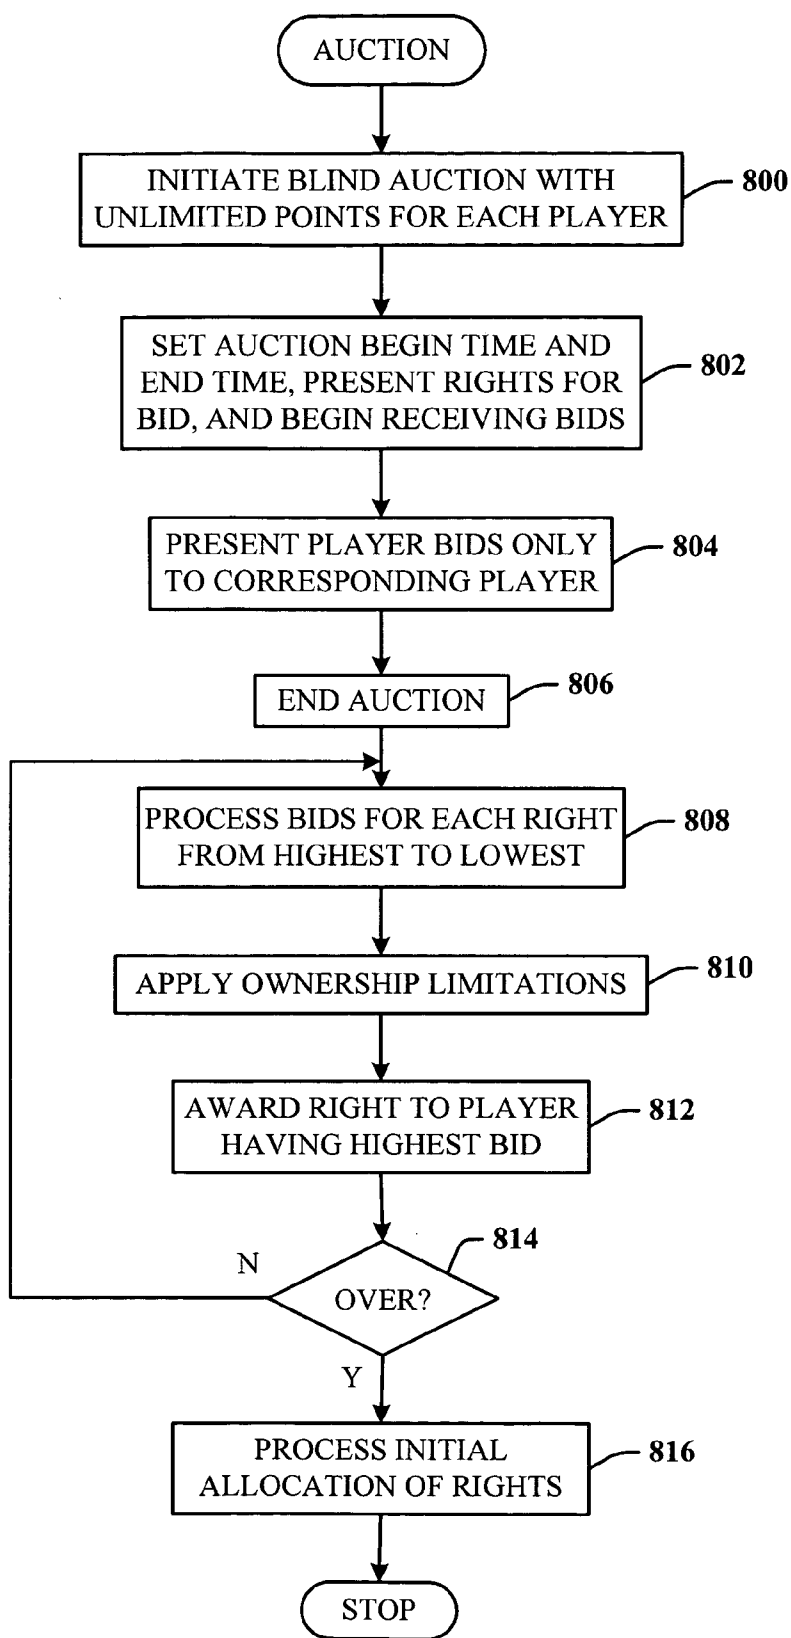 AUCTION
INITIATE BLIND AUCTION WITH
UNLIMITED POINTS FOR EACH PLAYER
800
SET AUCTION BEGIN TIME AND
END TIME, PRESENT RIGHTS FOR
BID, AND BEGIN RECEIVING BIDS
802
PRESENT PLAYER BIDS ONLY
TO CORRESPONDING PLAYER
804
END AUCTION
806
PROCESS BIDS FOR EACH RIGHT
FROM HIGHEST TO LOWEST
808
APPLY OWNERSHIP LIMITATIONS
810
AWARD RIGHT TO PLAYER
HAVING HIGHEST BID
812
814
N
OVER?
Y
PROCESS INITIAL
ALLOCATION OF RIGHTS
816
STOP